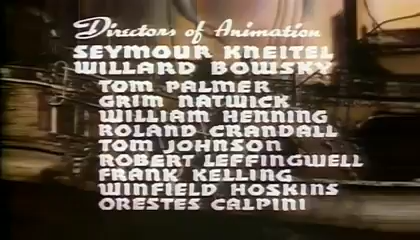 Directors of Animation
SEYMOUR KNEITEL
WILLARD BOWSKY
TOM PALMER
GRIM NATWICK
WILLIAM HENNING
ROLAND CRANDALL
TOM JOHNSON
ROBERT LEFFINGWELL
FRANK KELLING
WINFIELD HOSKINS
ORESTES CALPINI